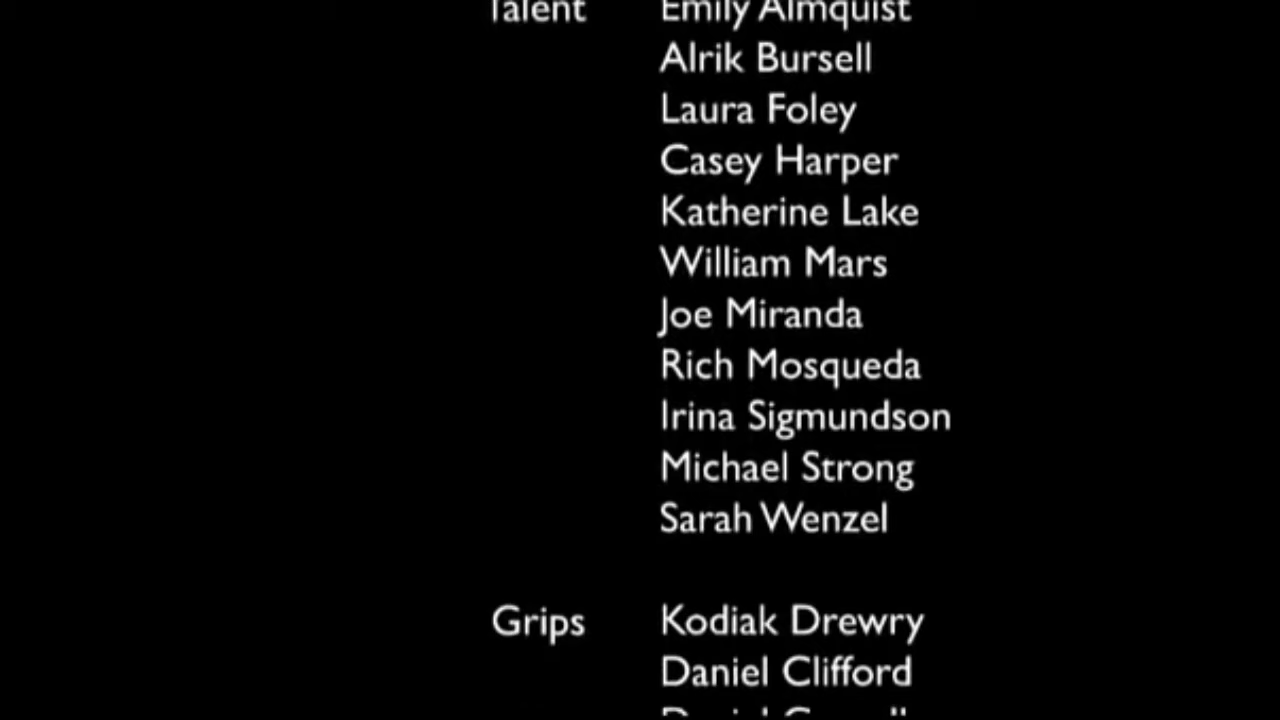 Talent Emily Almquist
Alrik Bursell
Laura Foley
Casey Harper
Katherine Lake
William Mars
Joe Miranda
Rich Mosqueda
Irina Sigmundson
Michael Strong
Sarah Wenzel
Grips Kodiak Drewry
Daniel Clifford